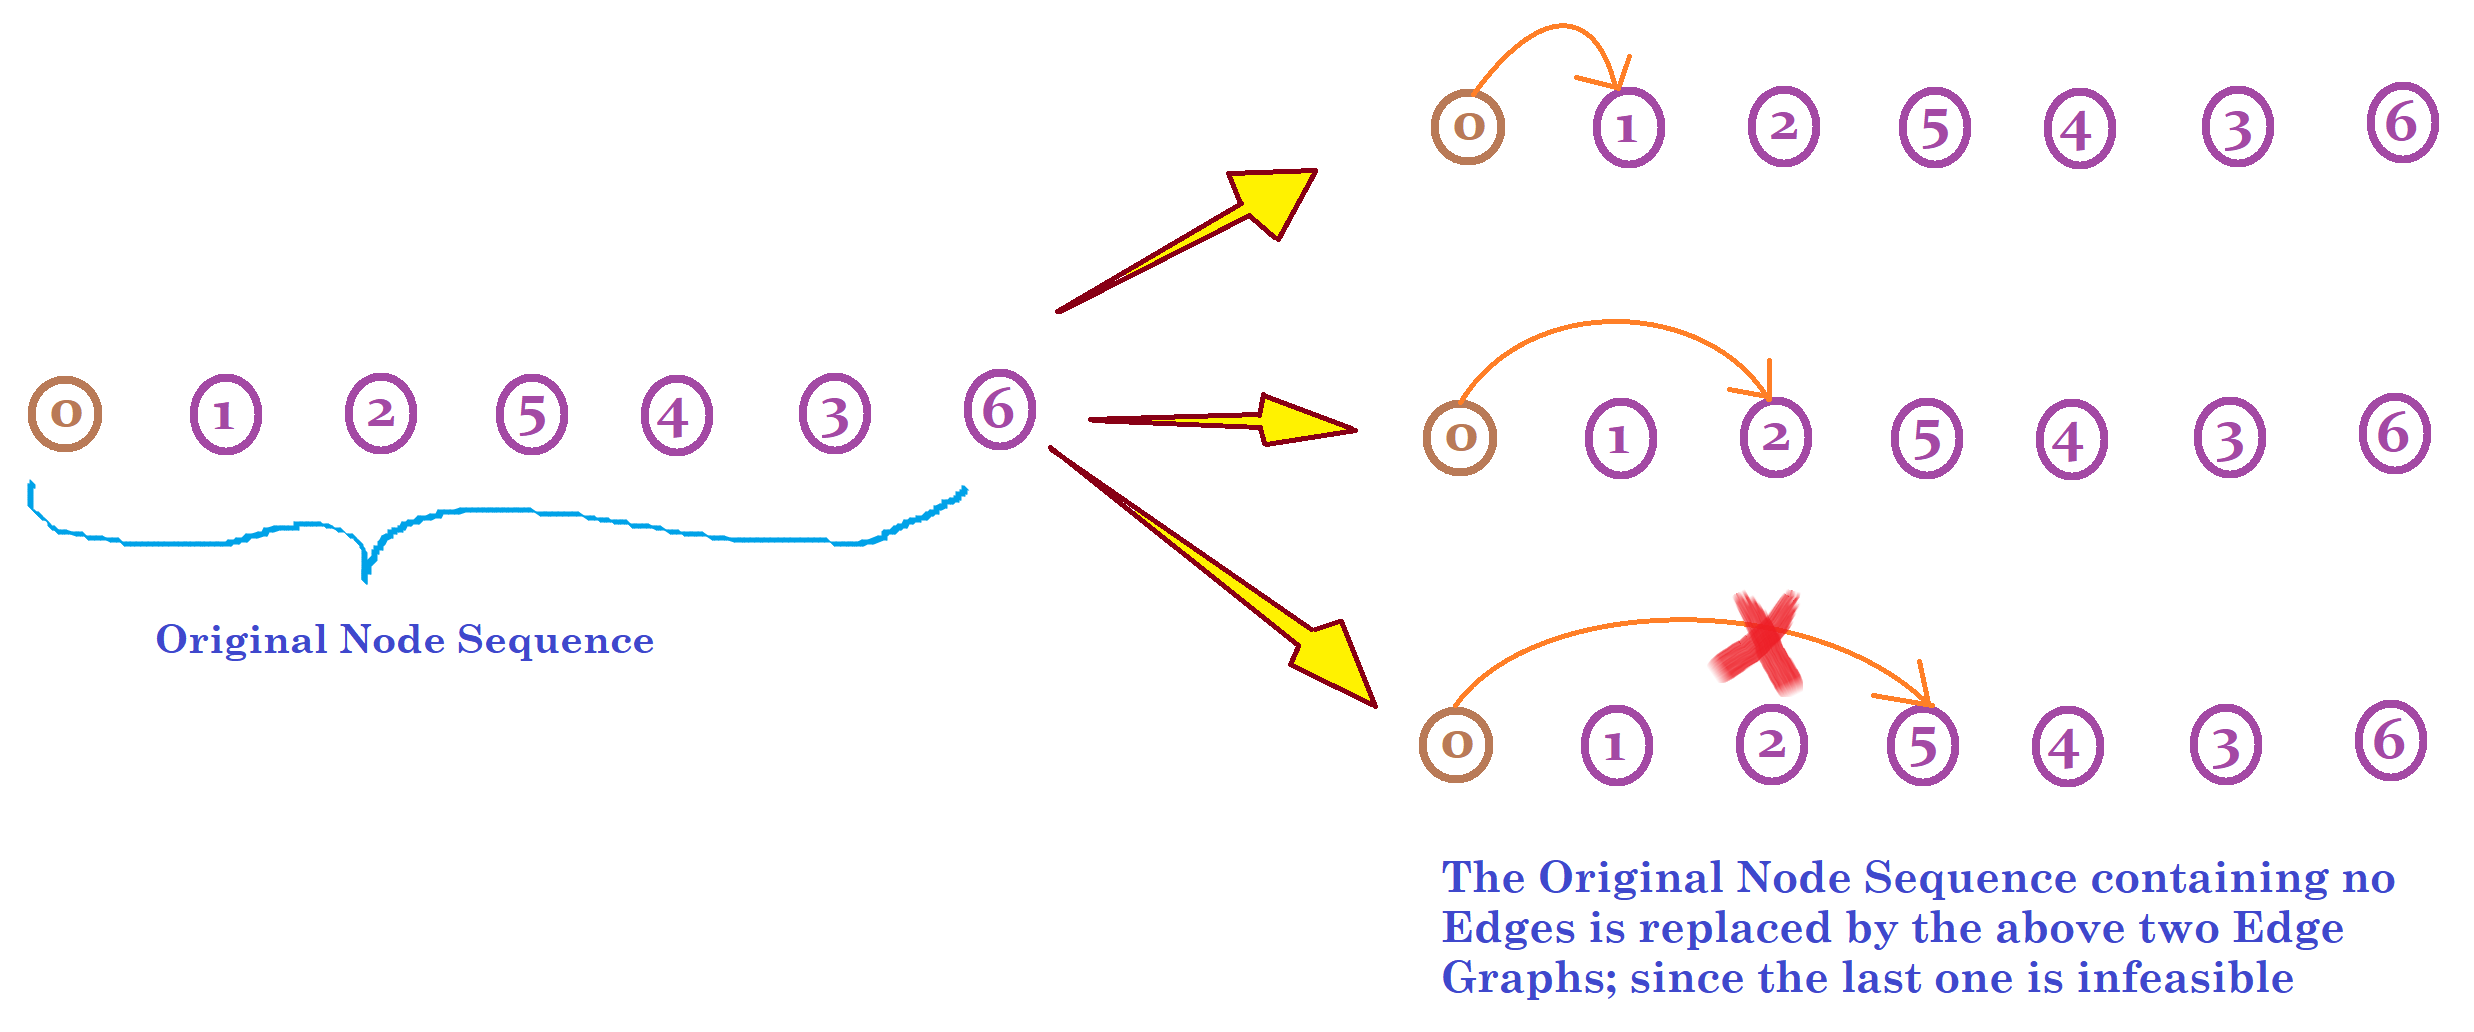 0 1 2 5 4 3 6
0 1 2 5 4 3 6
0 1 2 5 4 3 6
Original Node Sequence
0 1 2 5 4 3 6
The Original Node Sequence containing no
Edges is replaced by the above two Edge
Graphs; since the last one is infeasible